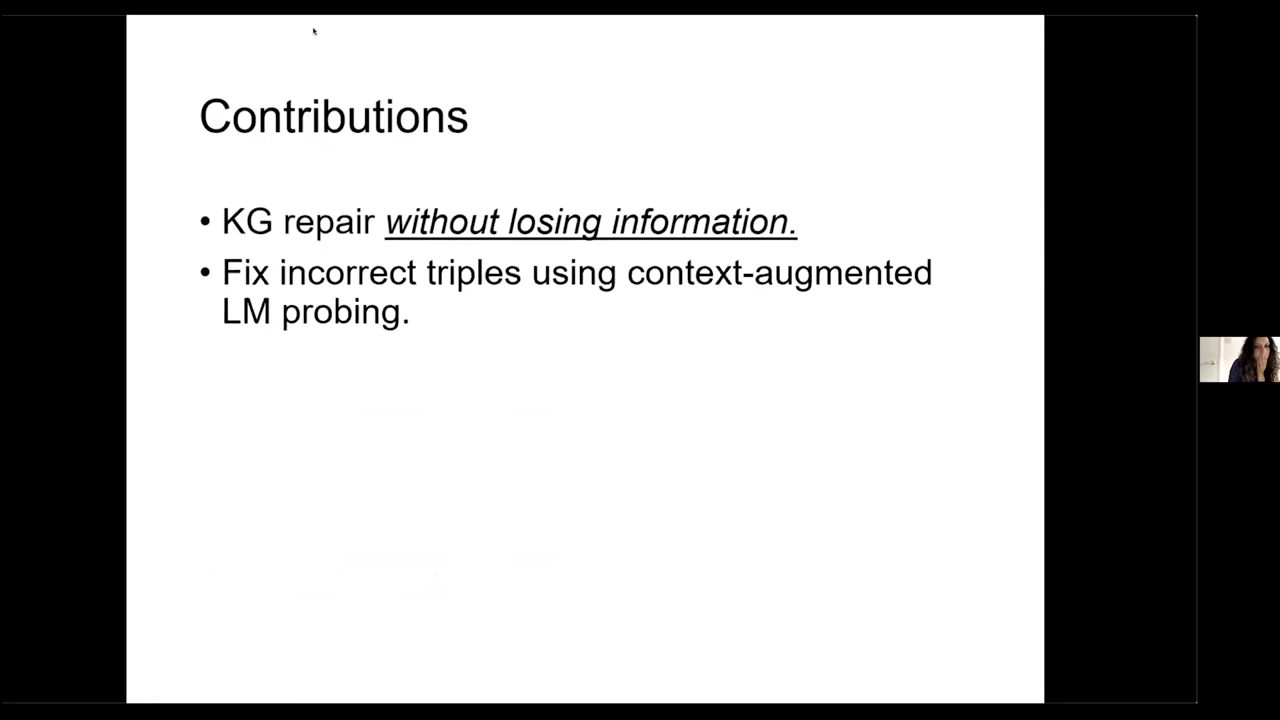 Contributions
• KG repair without losing information.
• Fix incorrect triples using context-augmented
LM probing.